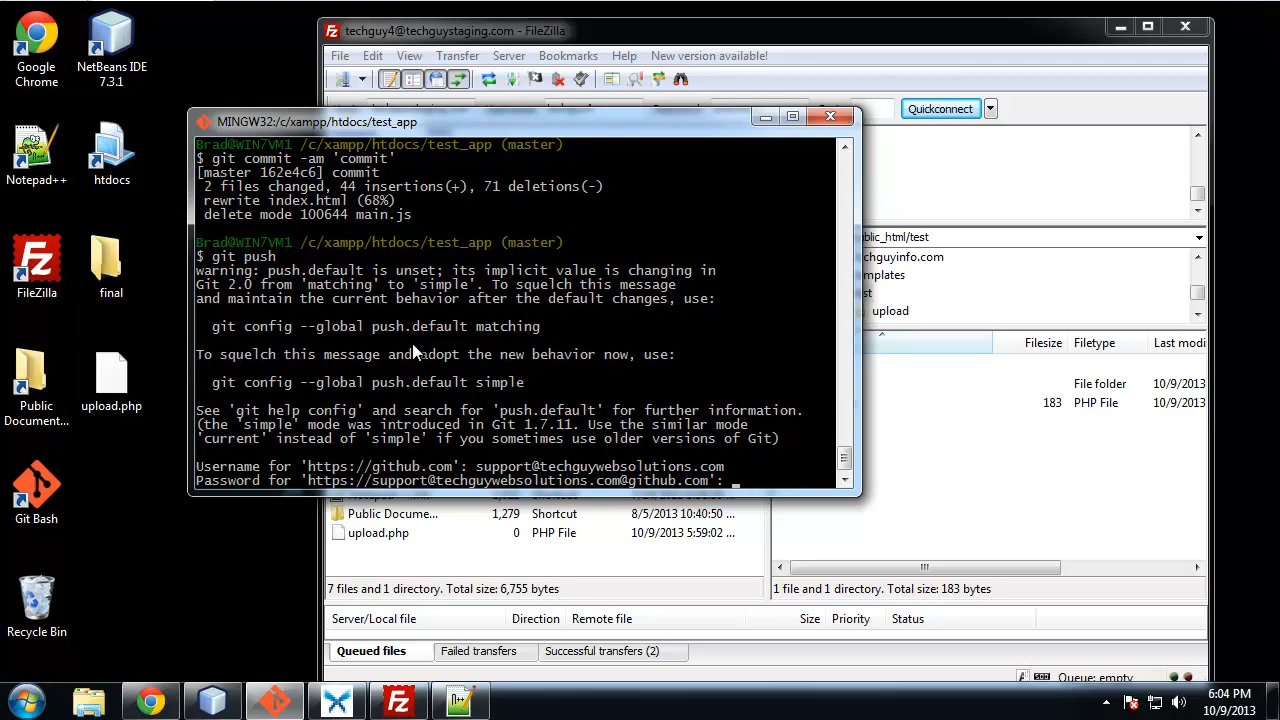 Google
Chrome
NetBeans IDE
7.3.1
Notepad++
htdocs
FileZilla
final
Public
Document...
upload.php
Git Bash
Recycle Bin
techguy4@techguystaging.com - FileZilla
File Edit View Transfer Server Bookmarks Help New version available!
Quickconnect
MINGW32:/c/xampp/htdocs/test_app
Brad@WIN7VM1 /c/xampp/htdocs/test_app (master)
$ git commit -am 'commit'
[master 162e4c6] commit
2 files changed, 44 insertions(+), 71 deletions(-)
rewrite index.html (68%)
delete mode 100644 main.js
Brad@WIN7VM1 /c/xampp/htdocs/test_app (master)
$ git push
warning: push.default is unset; its implicit value is changing in
Git 2.0 from 'matching' to 'simple'. To squelch this message
and maintain the current behavior after the default changes, use:
git config --global push.default matching
To squelch this message and adopt the new behavior now, use:
git config --global push.default simple
See 'git help config' and search for 'push.default' for further information.
(the 'simple' mode was introduced in Git 1.7.11. Use the similar mode
'current' instead of 'simple' if you sometimes use older versions of Git)
Username for 'https://github.com': support@techguywebsolutions.com
Password for 'https://support@techguywebsolutions.com@github.com':
blic_html/test
chguyinfo.com
mplates
st
upload
Filesize Filetype Last modi
File folder 10/9/2013
183 PHP File 10/9/2013
Public Docume... 1,279 Shortcut 8/5/2013 10:40:50 ...
upload.php 0 PHP File 10/9/2013 5:59:02 ...
7 files and 1 directory. Total size: 6,755 bytes
1 file and 1 directory. Total size: 183 bytes
Server/Local file Direction Remote file Size Priority Status
Queued files Failed transfers Successful transfers (2)
Queue: empty
6:04 PM
10/9/2013